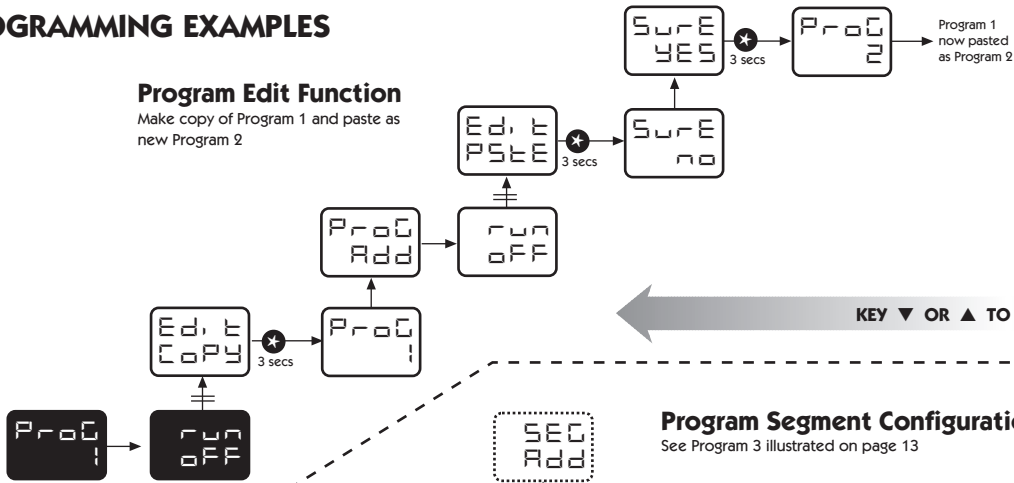 OGRAMMING EXAMPLES
Program Edit Function
Make copy of Program 1 and paste as
new Program 2
SurE
YES
3 secs
ProG
2
Program 1
now pasted
as Program 2
Edit
PStE
3 secs
SurE
no
ProG
Add
run
oFF
Edit
CoPY
3 secs
ProG
1
KEY ▼ OR ▲ TO
ProG
1
run
oFF
SEG
Add
Program Segment Configurati
See Program 3 illustrated on page 13